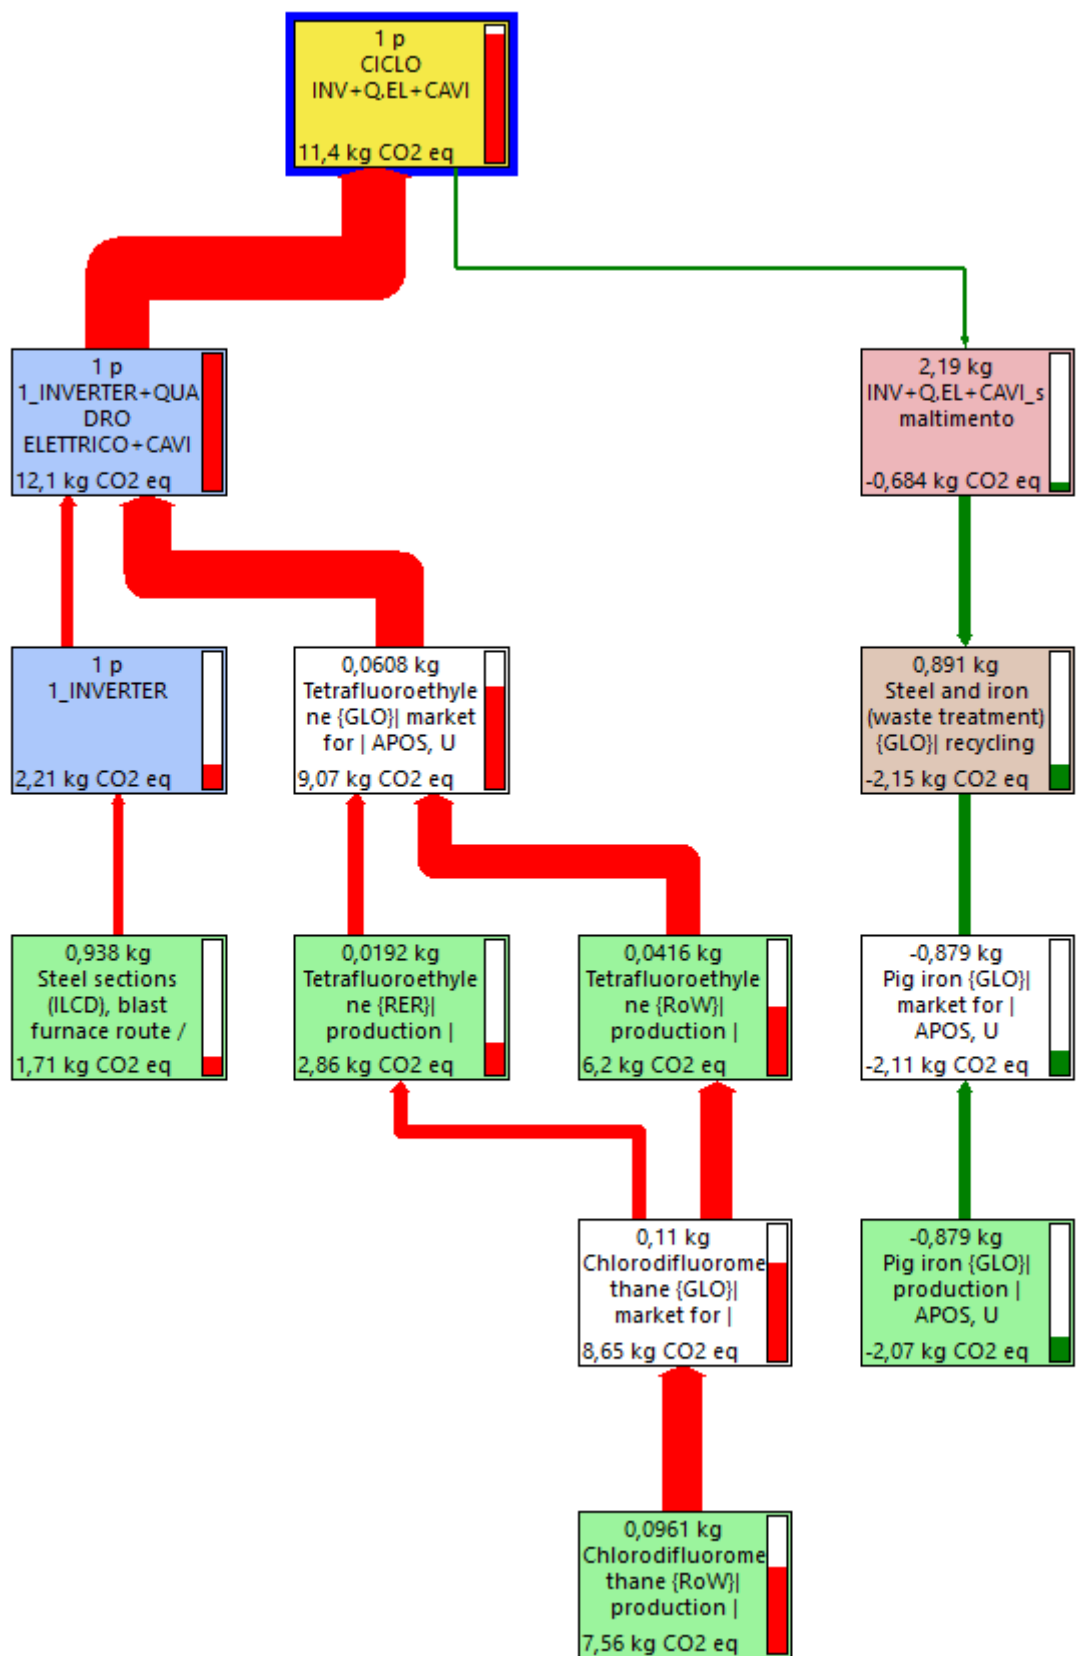 1 p
CICLO
INV+Q.EL+CAVI
11,4 kg CO2 eq
1 p
1_INVERTER+QUA
DRO
ELETTRICO+CAVI
12,1 kg CO2 eq
2,19 kg
INV+Q.EL+CAVI_s
maltimento
-0,684 kg CO2 eq
1 p
1_INVERTER
2,21 kg CO2 eq
0,0608 kg
Tetrafluoroethyle
ne {GLO}| market
for | APOS, U
9,07 kg CO2 eq
0,891 kg
Steel and iron
(waste treatment)
{GLO}| recycling
-2,15 kg CO2 eq
0,938 kg
Steel sections
(ILCD), blast
furnace route /
1,71 kg CO2 eq
0,0192 kg
Tetrafluoroethyle
ne {RER}|
production |
2,86 kg CO2 eq
0,0416 kg
Tetrafluoroethyle
ne {RoW}|
production |
6,2 kg CO2 eq
-0,879 kg
Pig iron {GLO}|
market for |
APOS, U
-2,11 kg CO2 eq
0,11 kg
Chlorodifluorome
thane {GLO}|
market for |
8,65 kg CO2 eq
-0,879 kg
Pig iron {GLO}|
production |
APOS, U
-2,07 kg CO2 eq
0,0961 kg
Chlorodifluorome
thane {RoW}|
production |
7,56 kg CO2 eq